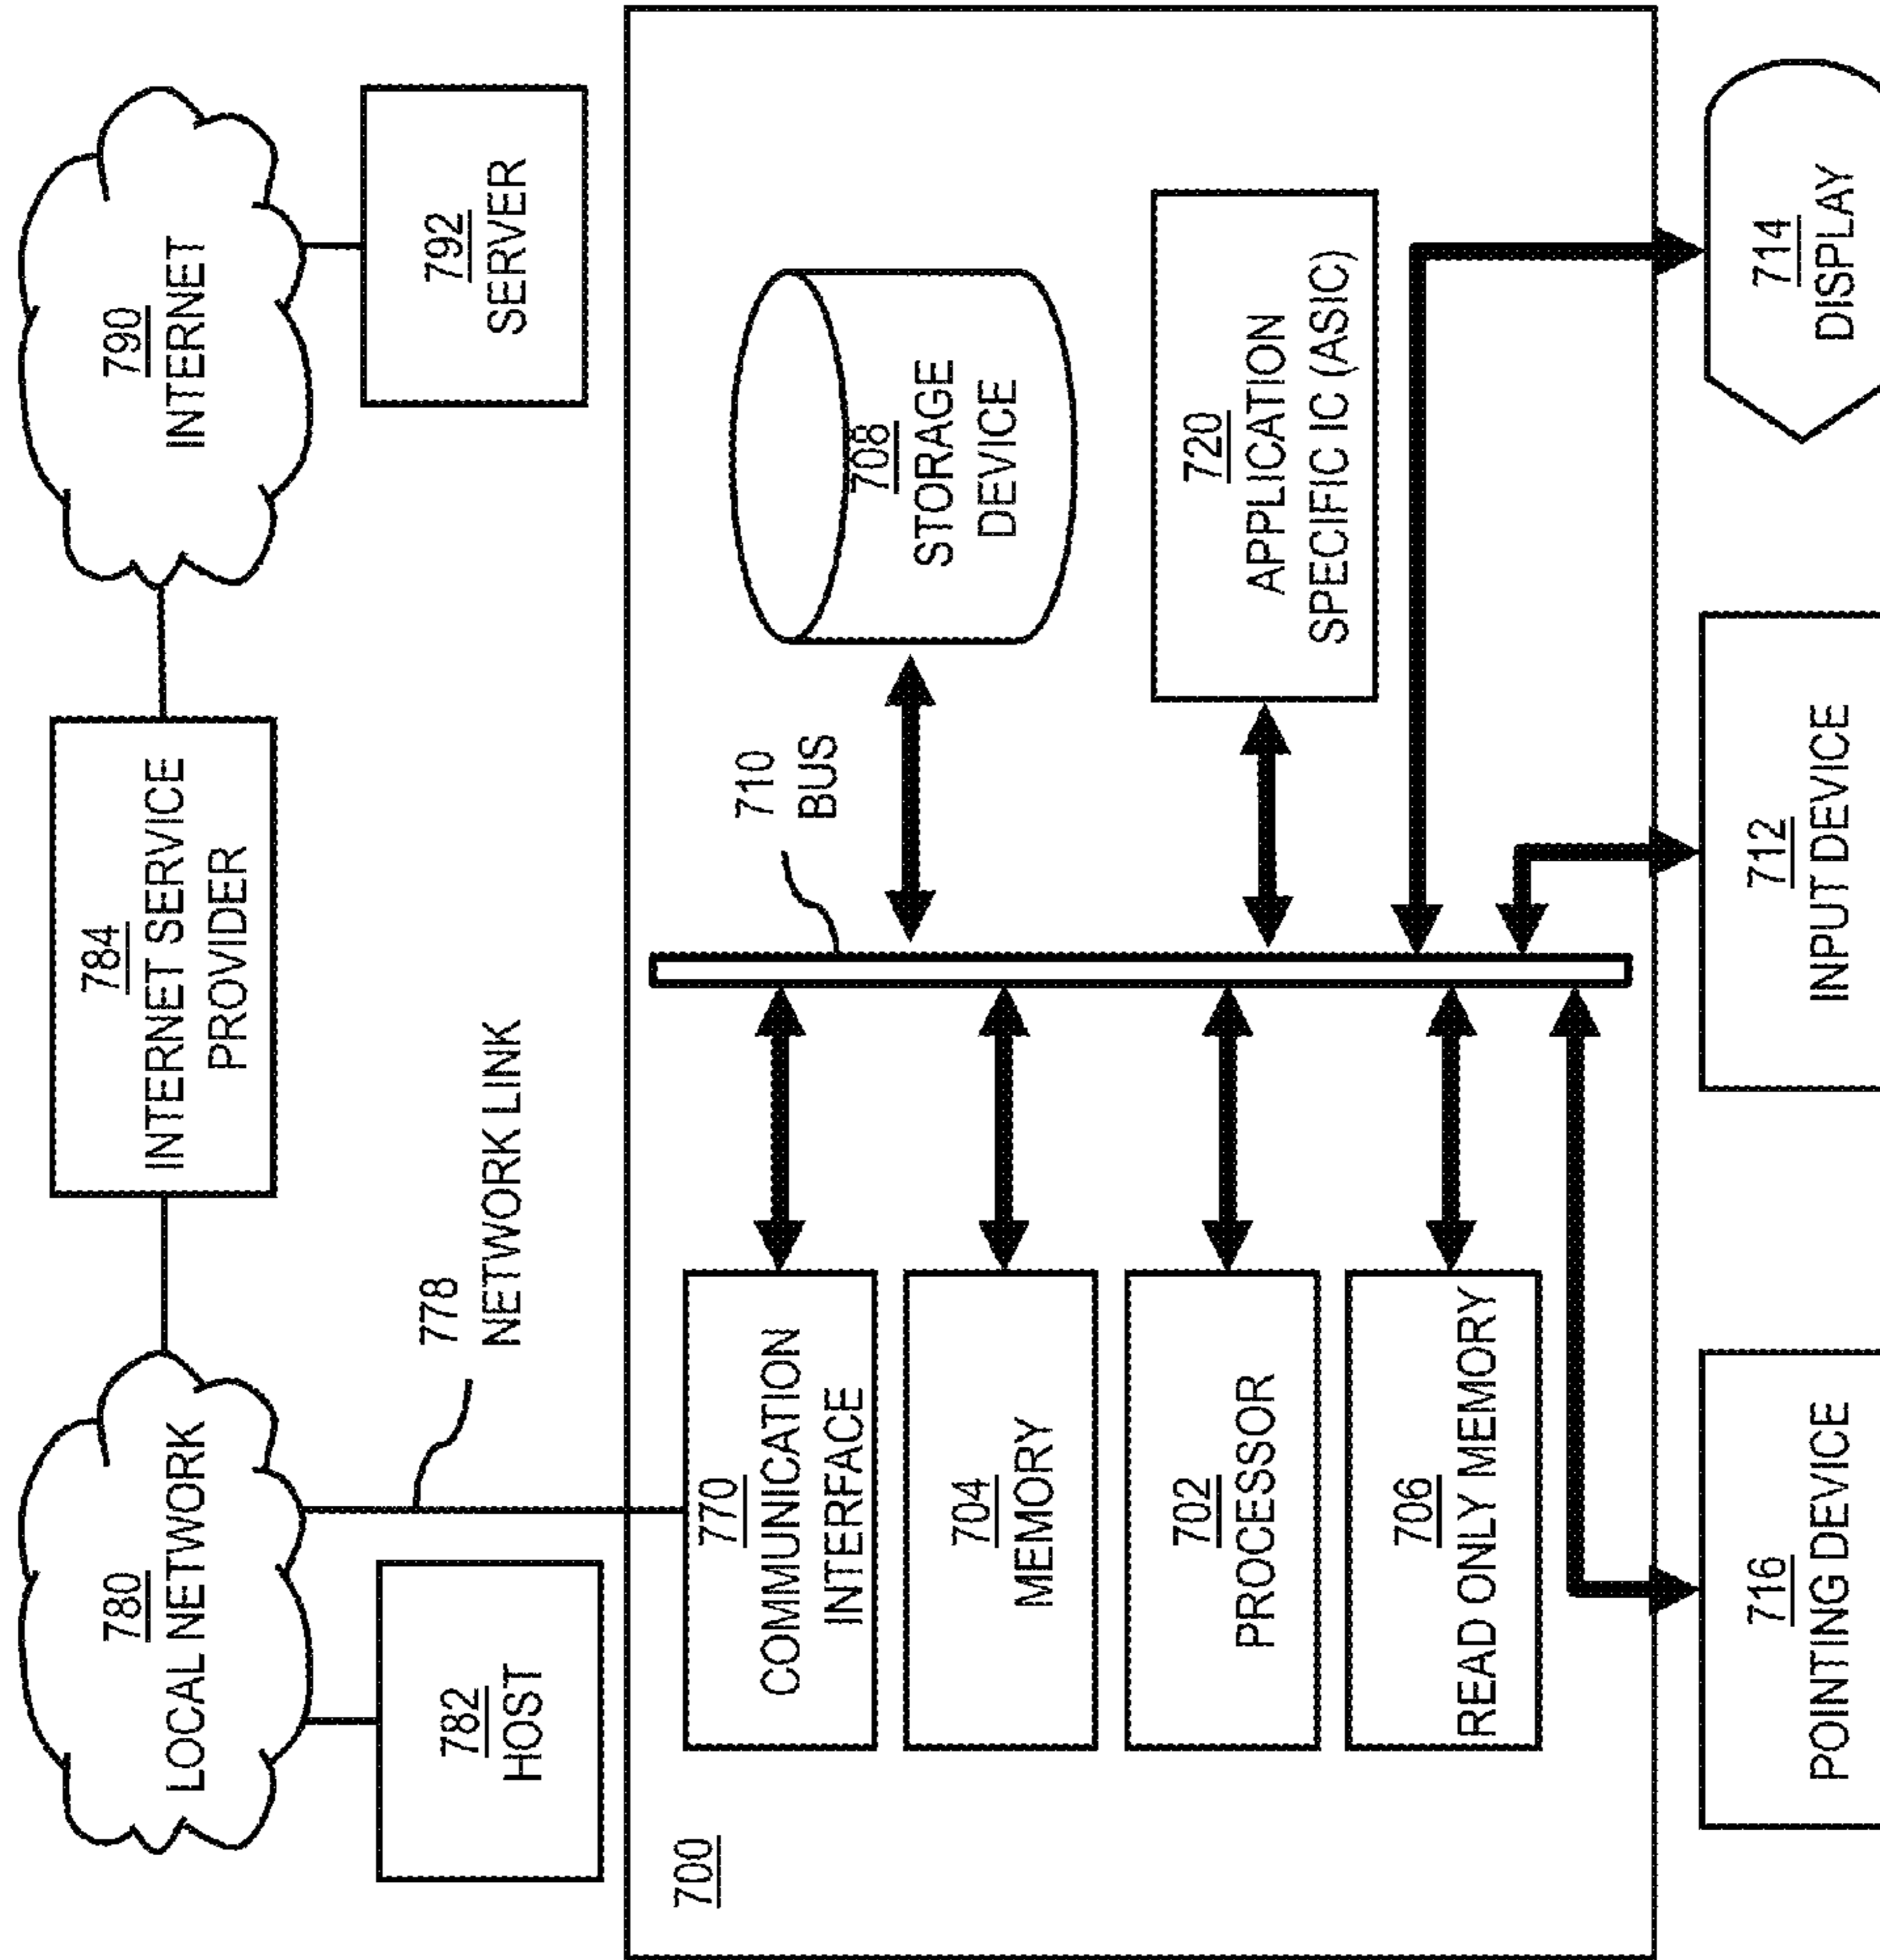 780
LOCAL NETWORK
784
INTERNET SERVICE
PROVIDER
790
INTERNET
782
HOST
778
NETWORK LINK
792
SERVER
700
770
COMMUNICATION
INTERFACE
710
BUS
704
MEMORY
708
STORAGE
DEVICE
702
PROCESSOR
720
APPLICATION
SPECIFIC IC (ASIC)
706
READ ONLY MEMORY
716
POINTING DEVICE
712
INPUT DEVICE
714
DISPLAY